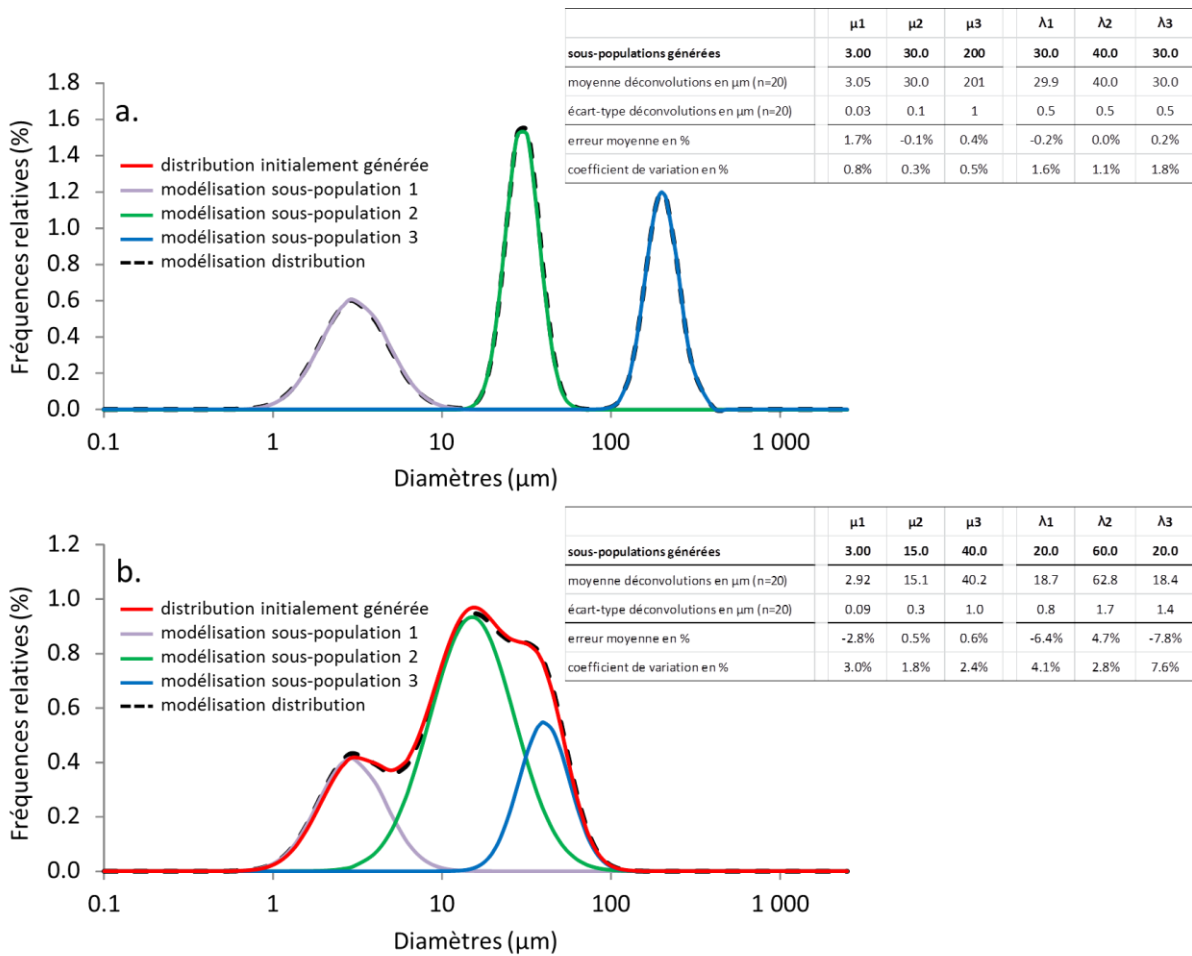 µ1 µ2 µ3 λ1 λ2 λ3
sous-populations générées 3.00 30.0 200 30.0 40.0 30.0
moyenne déconvolutions en µm (n=20) 3.05 30.0 201 29.9 40.0 30.0
écart-type déconvolutions en µm (n=20) 0.03 0.1 1 0.5 0.5 0.5
erreur moyenne en % 1.7% -0.1% 0.4% -0.2% 0.0% 0.2%
coefficient de variation en % 0.8% 0.3% 0.5% 1.6% 1.1% 1.8%
a.
Fréquences relatives (%)
1.8
1.6
1.4
1.2
1.0
0.8
0.6
0.4
0.2
0.0
distribution initialement générée
modélisation sous-population 1
modélisation sous-population 2
modélisation sous-population 3
modélisation distribution
0.1 1 10 100 1 000
Diamètres (µm)
µ1 µ2 µ3 λ1 λ2 λ3
sous-populations générées 3.00 15.0 40.0 20.0 60.0 20.0
moyenne déconvolutions en µm (n=20) 2.92 15.1 40.2 18.7 62.8 18.4
écart-type déconvolutions en µm (n=20) 0.09 0.3 1.0 0.8 1.7 1.4
erreur moyenne en % -2.8% 0.5% 0.6% -6.4% 4.7% -7.8%
coefficient de variation en % 3.0% 1.8% 2.4% 4.1% 2.8% 7.6%
b.
Fréquences relatives (%)
1.2
1.0
0.8
0.6
0.4
0.2
0.0
distribution initialement générée
modélisation sous-population 1
modélisation sous-population 2
modélisation sous-population 3
modélisation distribution
0.1 1 10 100 1 000
Diamètres (µm)